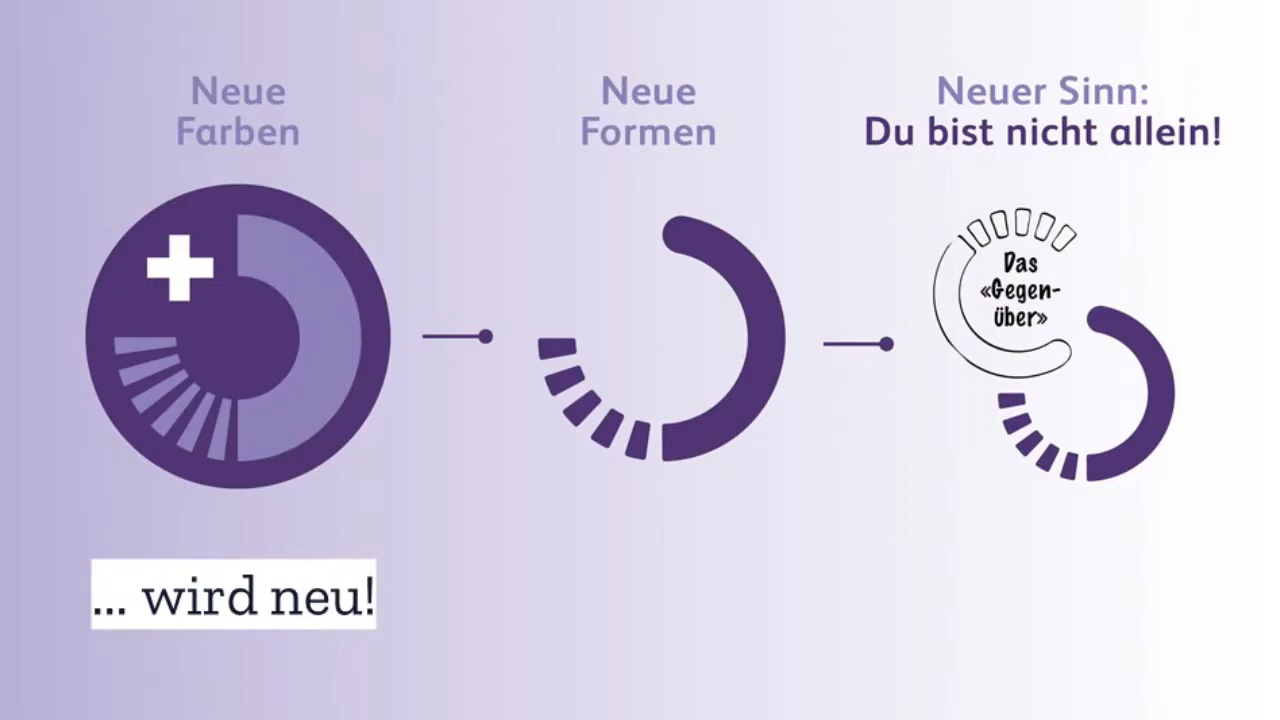 Neue
Farben
Neue
Formen
Neuer Sinn:
Du bist nicht allein!
Das
«Gegen-
über»
... wird neu!